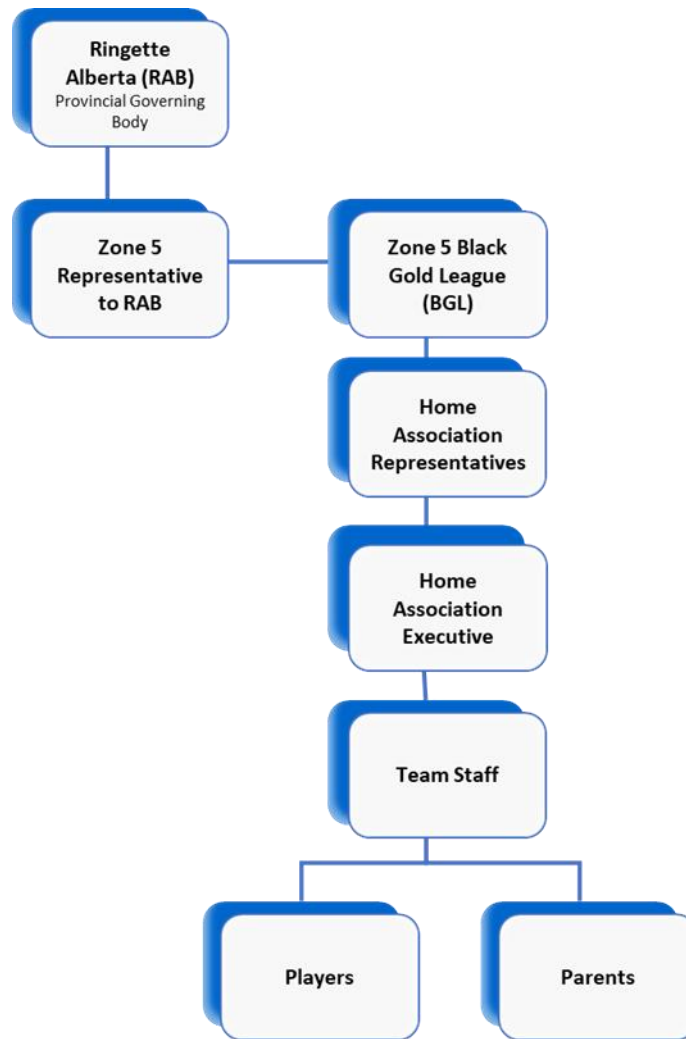 Ringette
Alberta (RAB)
Provincial Governing
Body
Zone 5
Representative
to RAB
Zone 5 Black
Gold League
(BGL)
Home
Association
Representatives
Home
Association
Executive
Team Staff
Players
Parents